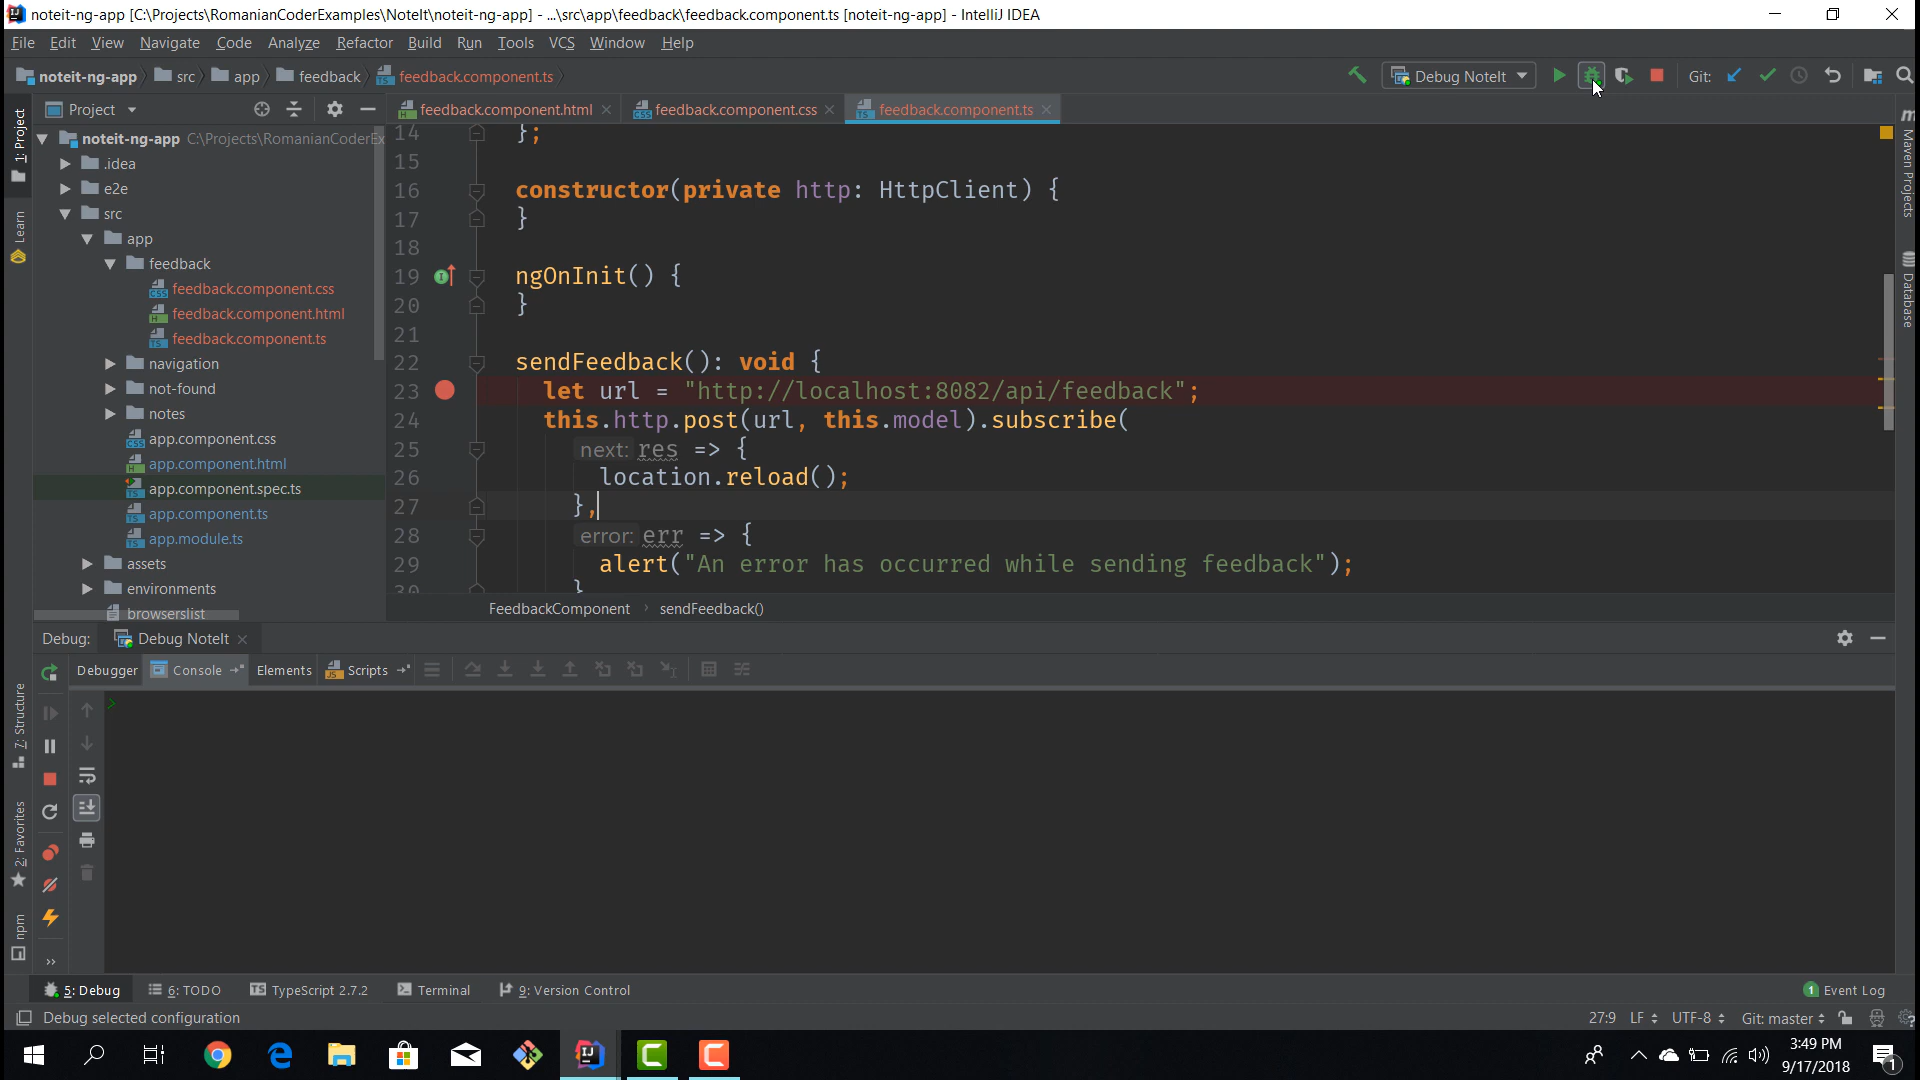 noteit-ng-app [C:\Projects\RomanianCoderExamples\NoteIt\noteit-ng-app] - ...\src\app\feedback\feedback.component.ts [noteit-ng-app] - IntelliJ IDEA
File Edit View Navigate Code Analyze Refactor Build Run Tools VCS Window Help
noteit-ng-app src app feedback feedback.component.ts
Debug NoteIt Git:
1: Project
Learn
7: Structure
2: Favorites
npm
Project
noteit-ng-app C:\Projects\RomanianCoderEx
.idea
e2e
src
app
feedback
feedback.component.css
feedback.component.html
feedback.component.ts
navigation
not-found
notes
app.component.css
app.component.html
app.component.spec.ts
app.component.ts
app.module.ts
assets
environments
browserslist
feedback.component.html feedback.component.css feedback.component.ts
14 };
15
16 constructor(private http: HttpClient) {
17 }
18
19 ngOnInit() {
20 }
21
22 sendFeedback(): void {
23 let url = "http://localhost:8082/api/feedback";
24 this.http.post(url, this.model).subscribe(
25 next: res => {
26 location.reload();
27 },
28 error: err => {
29 alert("An error has occurred while sending feedback");
30 }
FeedbackComponent › sendFeedback()
Maven Projects
Database
Debug: Debug NoteIt
Debugger Console Elements Scripts
>
5: Debug 6: TODO TypeScript 2.7.2 Terminal 9: Version Control 1 Event Log
Debug selected configuration 27:9 LF UTF-8 Git: master
3:49 PM
9/17/2018
1